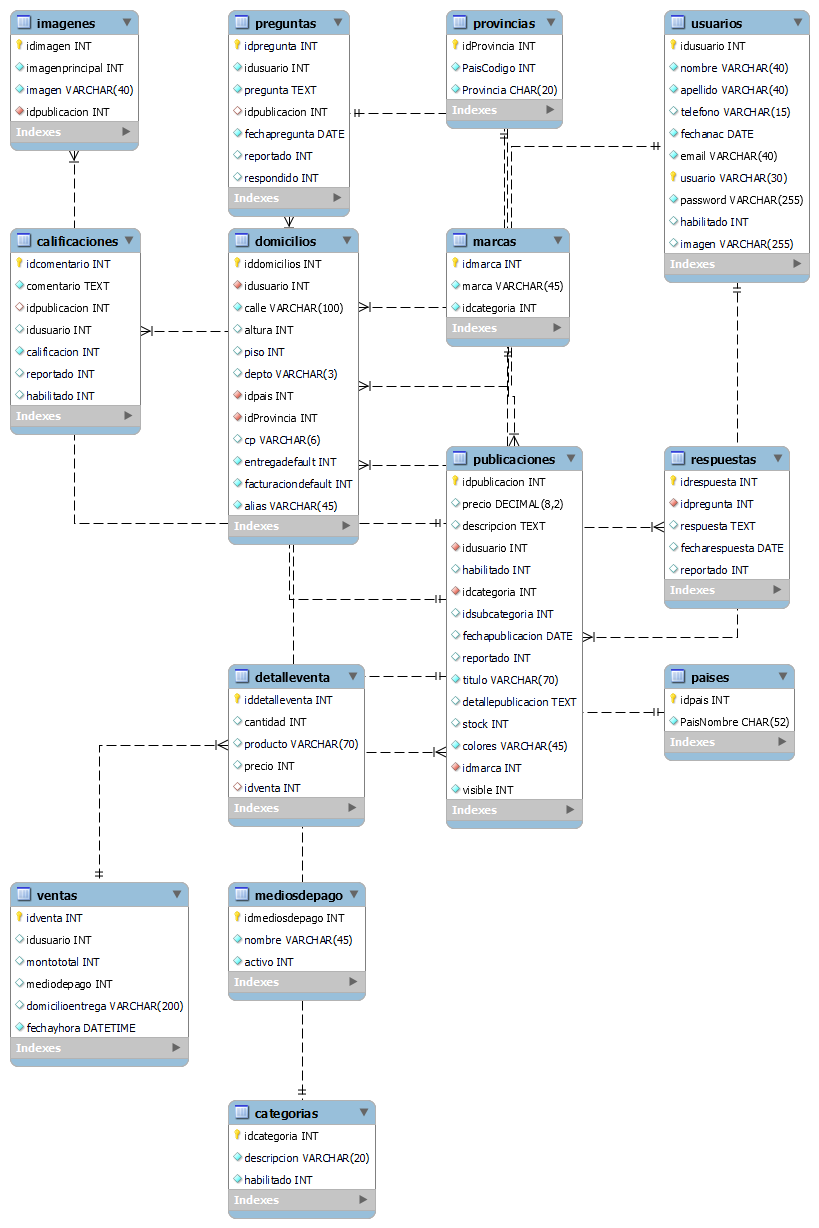 imagenes
idimagen INT
imagenprincipal INT
imagen VARCHAR(40)
idpublicacion INT
Indexes
preguntas
idpregunta INT
idusuario INT
pregunta TEXT
idpublicacion INT
fechapregunta DATE
reportado INT
respondido INT
Indexes
provincias
idProvincia INT
PaisCodigo INT
Provincia CHAR(20)
Indexes
usuarios
idusuario INT
nombre VARCHAR(40)
apellido VARCHAR(40)
telefono VARCHAR(15)
fechanac DATE
email VARCHAR(40)
usuario VARCHAR(30)
password VARCHAR(255)
habilitado INT
imagen VARCHAR(255)
Indexes
calificaciones
idcomentario INT
comentario TEXT
idpublicacion INT
idusuario INT
calificacion INT
reportado INT
habilitado INT
Indexes
domicilios
iddomicilios INT
idusuario INT
calle VARCHAR(100)
altura INT
piso INT
depto VARCHAR(3)
idpais INT
idProvincia INT
cp VARCHAR(6)
entregadefault INT
facturaciondefault INT
alias VARCHAR(45)
Indexes
marcas
idmarca INT
marca VARCHAR(45)
idcategoria INT
Indexes
publicaciones
idpublicacion INT
precio DECIMAL(8,2)
descripcion TEXT
idusuario INT
habilitado INT
idcategoria INT
idsubcategoria INT
fechapublicacion DATE
reportado INT
titulo VARCHAR(70)
detallepublicacion TEXT
stock INT
colores VARCHAR(45)
idmarca INT
visible INT
Indexes
respuestas
idrespuesta INT
idpregunta INT
respuesta TEXT
fecharespuesta DATE
reportado INT
Indexes
detalleventa
iddetalleventa INT
cantidad INT
producto VARCHAR(70)
precio INT
idventa INT
Indexes
paises
idpais INT
PaisNombre CHAR(52)
Indexes
ventas
idventa INT
idusuario INT
montototal INT
mediodepago INT
domicilioentrega VARCHAR(200)
fechayhora DATETIME
Indexes
mediosdepago
idmediosdepago INT
nombre VARCHAR(45)
activo INT
Indexes
categorias
idcategoria INT
descripcion VARCHAR(20)
habilitado INT
Indexes